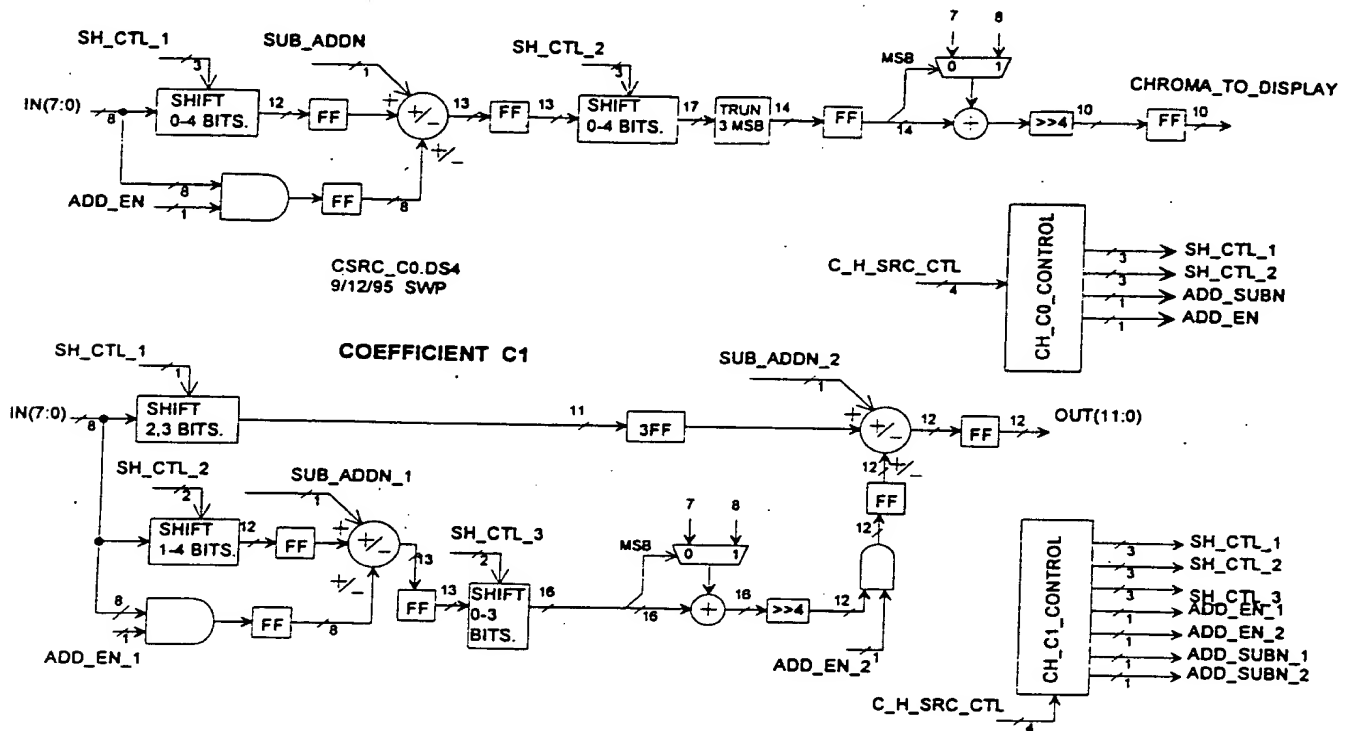 SH_CTL_1
3
SUB_ADDN
1
SH_CTL_2
3
7
8
MSB
0
1
CHROMA_TO_DISPLAY
IN(7:0)
8
SHIFT
0-4 BITS.
12
FF
+
+/-
13
FF
13
SHIFT
0-4 BITS.
17
TRUN
3 MSB
14
FF
14
+
>>4
10
FF
10
+/-
8
ADD_EN
1
FF
8
CSRC_C0.DS4
9/12/95 SWP
C_H_SRC_CTL
4
CH_C0_CONTROL
3
SH_CTL_1
3
SH_CTL_2
1
ADD_SUBN
1
ADD_EN
COEFFICIENT C1
SH_CTL_1
1
SUB_ADDN_2
1
IN(7:0)
8
SHIFT
2,3 BITS.
11
3FF
+
+/-
12
FF
12
OUT(11:0)
12
+/-
FF
12
SH_CTL_2
2
SUB_ADDN_1
1
SHIFT
1-4 BITS.
12
FF
+
+/-
13
+/-
SH_CTL_3
2
FF
13
SHIFT
0-3
BITS.
16
MSB
7
8
0
1
16
+
16
>>4
12
8
1
FF
8
ADD_EN_1
ADD_EN_2
1
CH_C1_CONTROL
3
SH_CTL_1
3
SH_CTL_2
3
SH_CTL_3
1
ADD_EN_1
1
ADD_EN_2
1
ADD_SUBN_1
1
ADD_SUBN_2
C_H_SRC_CTL
4